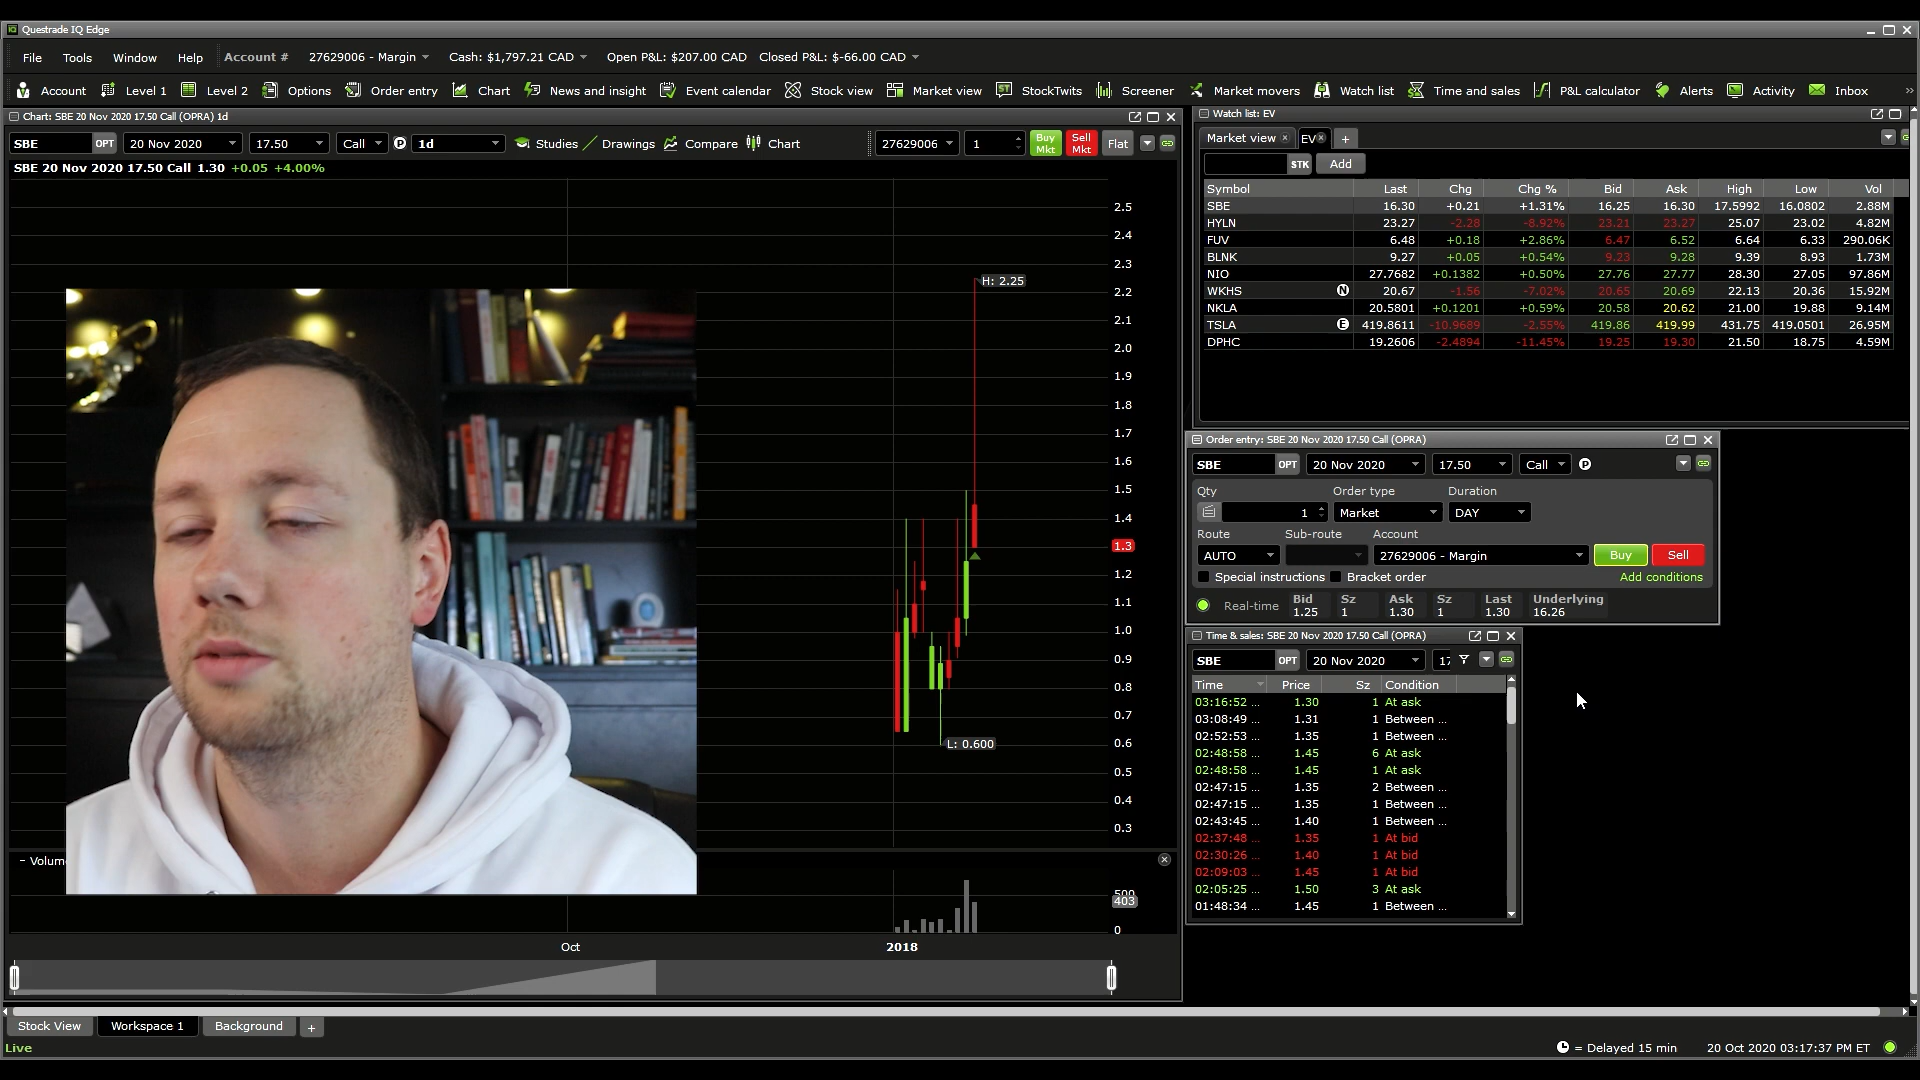 Questrade IQ Edge
File Tools Window Help Account # 27629006 - Margin Cash: $1,797.21 CAD Open P&L: $207.00 CAD Closed P&L: $-66.00 CAD
Account Level 1 Level 2 Options Order entry Chart News and insight Event calendar Stock view Market view StockTwits Screener Market movers Watch list Time and sales P&L calculator Alerts Activity Inbox
Chart: SBE 20 Nov 2020 17.50 Call (OPRA) 1d
SBE OPT 20 Nov 2020 17.50 Call P 1d Studies Drawings Compare Chart 27629006 1 Buy Mkt Sell Mkt Flat
SBE 20 Nov 2020 17.50 Call 1.30 +0.05 +4.00%
2.5
2.4
2.3
H: 2.25
2.2
2.1
2.0
1.9
1.8
1.7
1.6
1.5
1.4
1.3
1.2
1.1
1.0
0.9
0.8
0.7
L: 0.600
0.6
0.5
0.4
0.3
- Volum
500
403
0
Oct 2018
Watch list: EV
Market view EV +
STK Add
Symbol Last Chg Chg % Bid Ask High Low Vol
SBE 16.30 +0.21 +1.31% 16.25 16.30 17.5992 16.0802 2.88M
HYLN 23.27 -2.28 -8.92% 23.21 23.27 25.07 23.02 4.82M
FUV 6.48 +0.18 +2.86% 6.47 6.52 6.64 6.33 290.06K
BLNK 9.27 +0.05 +0.54% 9.23 9.28 9.39 8.93 1.73M
NIO 27.7682 +0.1382 +0.50% 27.76 27.77 28.30 27.05 97.86M
WKHS N 20.67 -1.56 -7.02% 20.65 20.69 22.13 20.36 15.92M
NKLA 20.5801 +0.1201 +0.59% 20.58 20.62 21.00 19.88 9.14M
TSLA E 419.8611 -10.9689 -2.55% 419.86 419.99 431.75 419.0501 26.95M
DPHC 19.2606 -2.4894 -11.45% 19.25 19.30 21.50 18.75 4.59M
Order entry: SBE 20 Nov 2020 17.50 Call (OPRA)
SBE OPT 20 Nov 2020 17.50 Call P
Qty Order type Duration
1 Market DAY
Route Sub-route Account
AUTO 27629006 - Margin Buy Sell
Special instructions Bracket order Add conditions
Real-time Bid Sz Ask Sz Last Underlying
1.25 1 1.30 1 1.30 16.26
Time & sales: SBE 20 Nov 2020 17.50 Call (OPRA)
SBE OPT 20 Nov 2020 17
Time Price Sz Condition
03:16:52 ... 1.30 1 At ask
03:08:49 ... 1.31 1 Between ...
02:52:53 ... 1.35 1 Between ...
02:48:58 ... 1.45 6 At ask
02:48:58 ... 1.45 1 At ask
02:47:15 ... 1.35 2 Between ...
02:47:15 ... 1.35 1 Between ...
02:43:45 ... 1.40 1 Between ...
02:37:48 ... 1.35 1 At bid
02:30:26 ... 1.40 1 At bid
02:09:03 ... 1.45 1 At bid
02:05:25 ... 1.50 3 At ask
01:48:34 ... 1.45 1 Between ...
Stock View Workspace 1 Background +
Live = Delayed 15 min 20 Oct 2020 03:17:37 PM ET